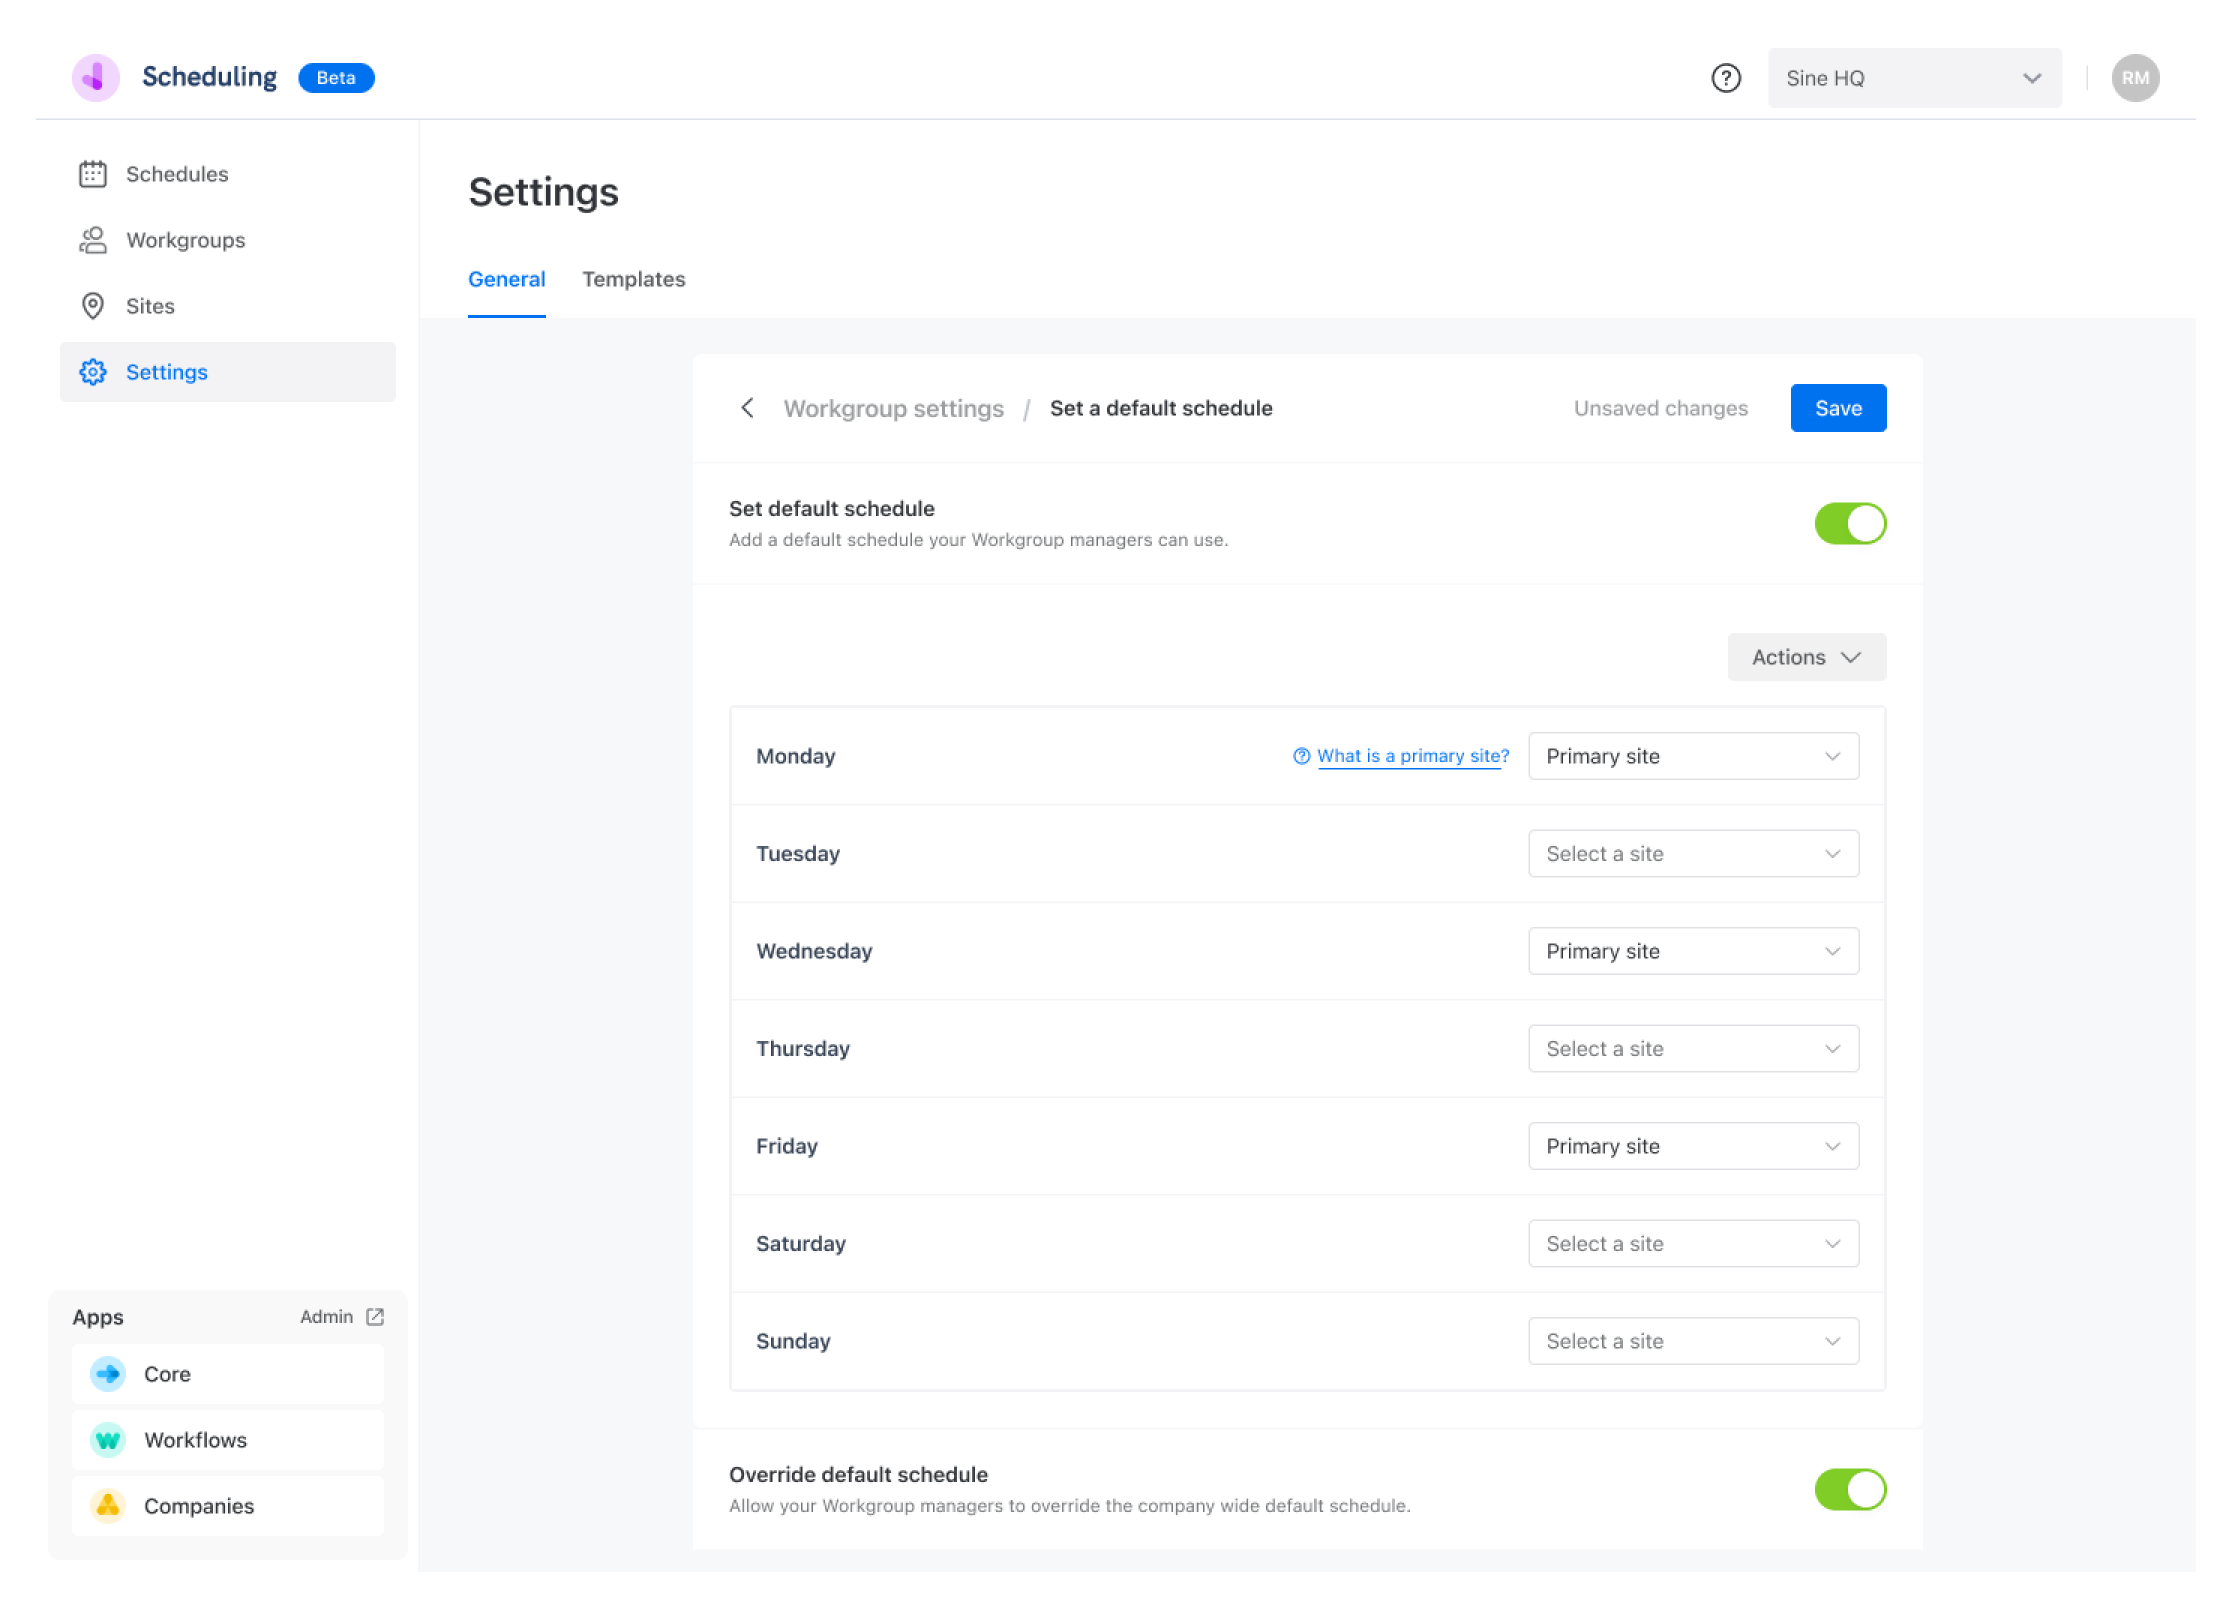 Scheduling Beta
Sine HQ
RM
Schedules
Workgroups
Sites
Settings
Settings
General Templates
Workgroup settings / Set a default schedule
Unsaved changes
Save
Set default schedule
Add a default schedule your Workgroup managers can use.
Actions
Monday
What is a primary site?
Primary site
Tuesday
Select a site
Wednesday
Primary site
Thursday
Select a site
Friday
Primary site
Saturday
Select a site
Sunday
Select a site
Override default schedule
Allow your Workgroup managers to override the company wide default schedule.
Apps
Admin
Core
Workflows
Companies